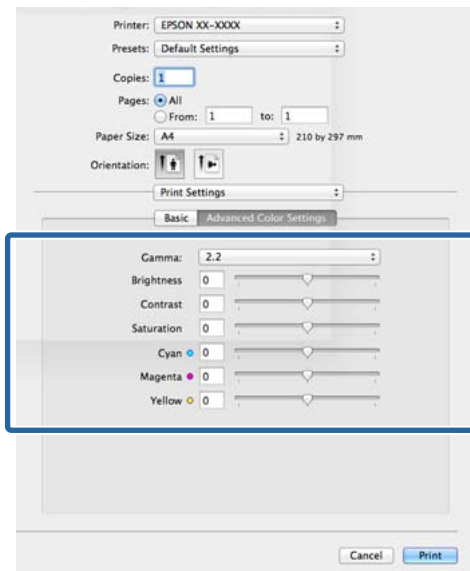 Printer: EPSON XX-XXXX
Presets: Default Settings
Copies: 1
Pages: All
From: 1 to: 1
Paper Size: A4 210 by 297 mm
Orientation:
Print Settings
Basic Advanced Color Settings
Gamma: 2.2
Brightness 0
Contrast 0
Saturation 0
Cyan 0
Magenta 0
Yellow 0
Cancel Print